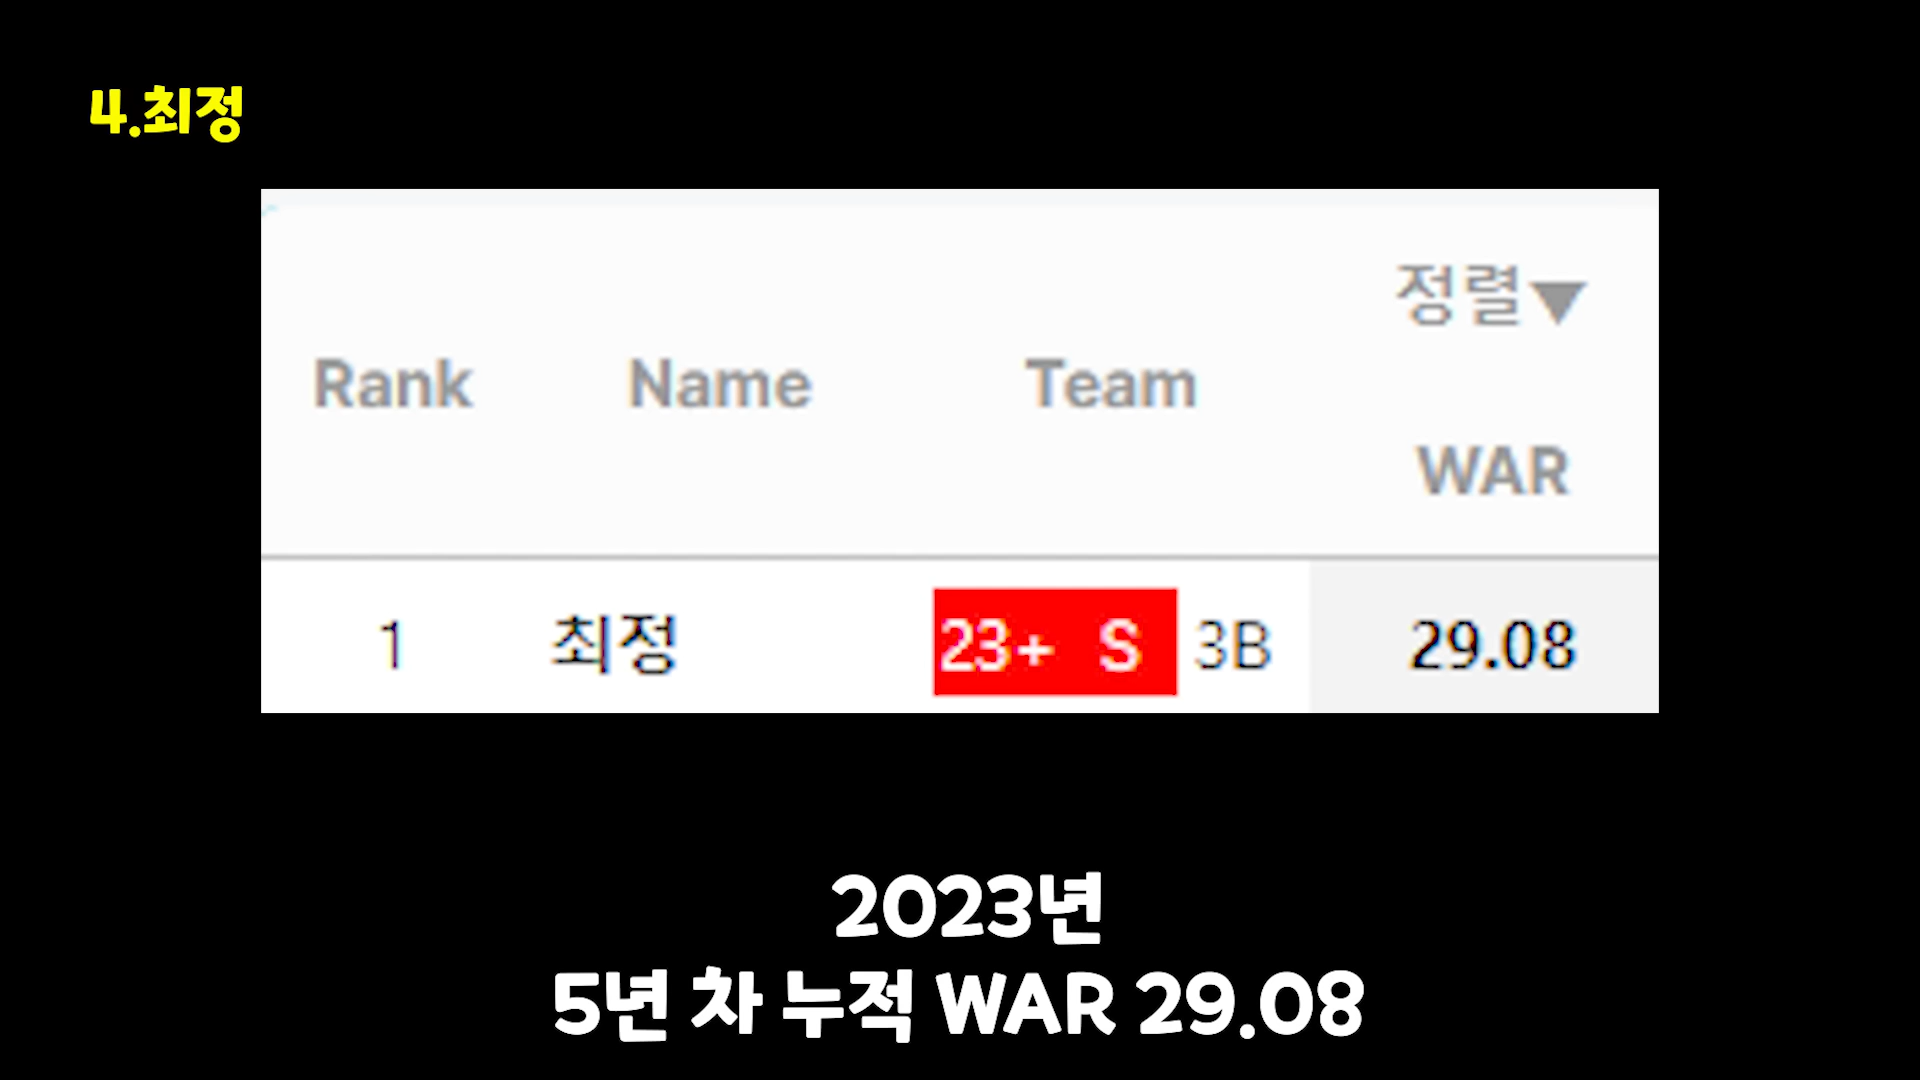 4.최정
정렬▼
Rank Name Team
WAR
1 최정 23+ S 3B 29.08
2023년
5년 차 누적 WAR 29.08